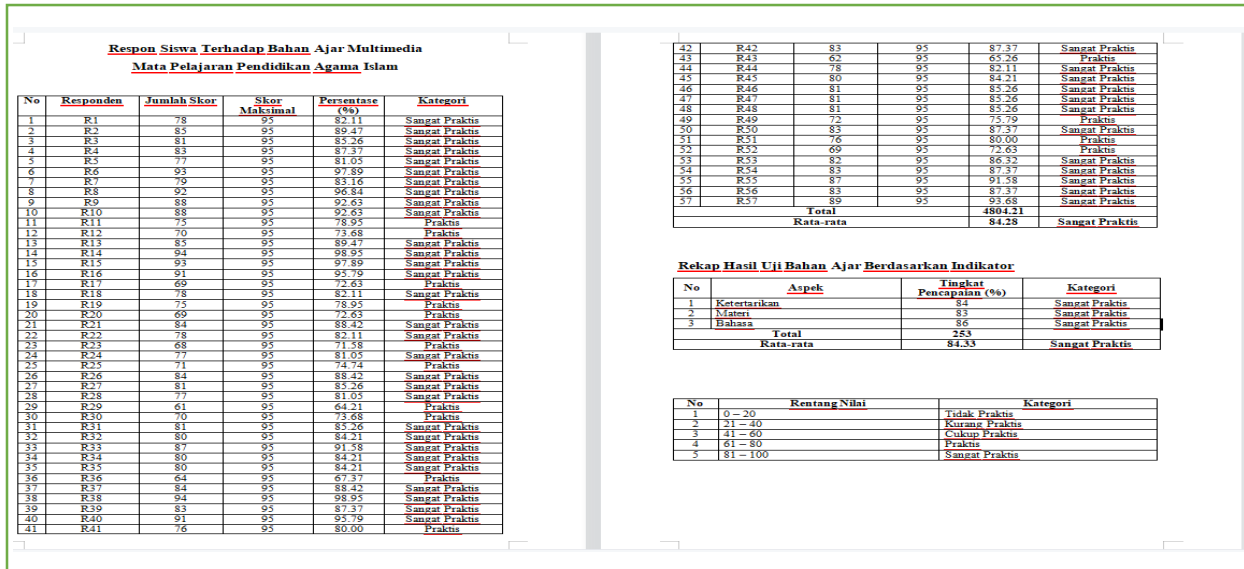 Respon Siswa Terhadap Bahan Ajar Multimedia
Mata Pelajaran Pendidikan Agama Islam
No Responden Jumlah Skor Skor Maksimal Persentase (%) Kategori
1 R1 78 95 82.11 Sangat Praktis
2 R2 85 95 89.47 Sangat Praktis
3 R3 81 95 85.26 Sangat Praktis
4 R4 83 95 87.37 Sangat Praktis
5 R5 77 95 81.05 Sangat Praktis
6 R6 93 95 97.89 Sangat Praktis
7 R7 79 95 83.16 Sangat Praktis
8 R8 92 95 96.84 Sangat Praktis
9 R9 88 95 92.63 Sangat Praktis
10 R10 88 95 92.63 Sangat Praktis
11 R11 75 95 78.95 Praktis
12 R12 70 95 73.68 Praktis
13 R13 85 95 89.47 Sangat Praktis
14 R14 94 95 98.95 Sangat Praktis
15 R15 93 95 97.89 Sangat Praktis
16 R16 91 95 95.79 Sangat Praktis
17 R17 69 95 72.63 Praktis
18 R18 78 95 82.11 Sangat Praktis
19 R19 75 95 78.95 Praktis
20 R20 69 95 72.63 Praktis
21 R21 84 95 88.42 Sangat Praktis
22 R22 78 95 82.11 Sangat Praktis
23 R23 68 95 71.58 Praktis
24 R24 77 95 81.05 Sangat Praktis
25 R25 71 95 74.74 Praktis
26 R26 84 95 88.42 Sangat Praktis
27 R27 81 95 85.26 Sangat Praktis
28 R28 77 95 81.05 Sangat Praktis
29 R29 61 95 64.21 Praktis
30 R30 70 95 73.68 Praktis
31 R31 81 95 85.26 Sangat Praktis
32 R32 80 95 84.21 Sangat Praktis
33 R33 87 95 91.58 Sangat Praktis
34 R34 80 95 84.21 Sangat Praktis
35 R35 80 95 84.21 Sangat Praktis
36 R36 64 95 67.37 Praktis
37 R37 84 95 88.42 Sangat Praktis
38 R38 94 95 98.95 Sangat Praktis
39 R39 83 95 87.37 Sangat Praktis
40 R40 91 95 95.79 Sangat Praktis
41 R41 76 95 80.00 Praktis
42 R42 83 95 87.37 Sangat Praktis
43 R43 62 95 65.26 Praktis
44 R44 78 95 82.11 Sangat Praktis
45 R45 80 95 84.21 Sangat Praktis
46 R46 81 95 85.26 Sangat Praktis
47 R47 81 95 85.26 Sangat Praktis
48 R48 81 95 85.26 Sangat Praktis
49 R49 72 95 75.79 Praktis
50 R50 83 95 87.37 Sangat Praktis
51 R51 76 95 80.00 Praktis
52 R52 69 95 72.63 Praktis
53 R53 82 95 86.32 Sangat Praktis
54 R54 83 95 87.37 Sangat Praktis
55 R55 87 95 91.58 Sangat Praktis
56 R56 83 95 87.37 Sangat Praktis
57 R57 89 95 93.68 Sangat Praktis
Total 4804.21
Rata-rata 84.28 Sangat Praktis
Rekap Hasil Uji Bahan Ajar Berdasarkan Indikator
No Aspek Tingkat Pencapaian (%) Kategori
1 Ketertarikan 84 Sangat Praktis
2 Materi 83 Sangat Praktis
3 Bahasa 86 Sangat Praktis
Total 253
Rata-rata 84.33 Sangat Praktis
No Rentang Nilai Kategori
1 0 – 20 Tidak Praktis
2 21 – 40 Kurang Praktis
3 41 – 60 Cukup Praktis
4 61 – 80 Praktis
5 81 – 100 Sangat Praktis